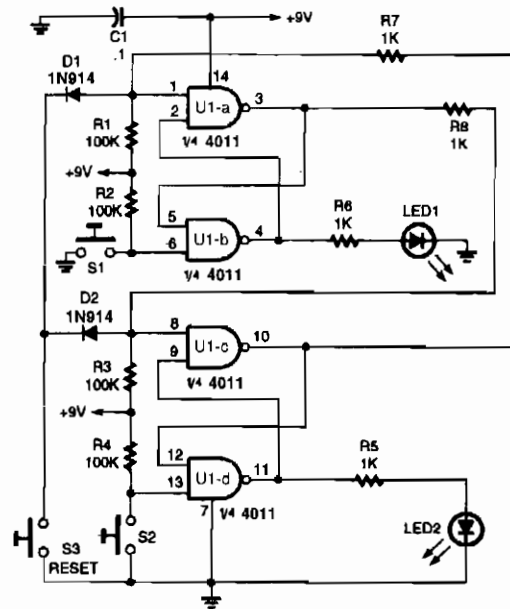 +9V
C1
.1
R7
1K
D1
1N914
14
1
2
3
U1-a
1/4 4011
R8
1K
R1
100K
+9V
R2
100K
5
6
4
U1-b
1/4 4011
R6
1K
LED1
S1
D2
1N914
8
9
10
U1-c
1/4 4011
R3
100K
+9V
R4
100K
12
13
11
U1-d
7
1/4 4011
R5
1K
LED2
S3
RESET
S2